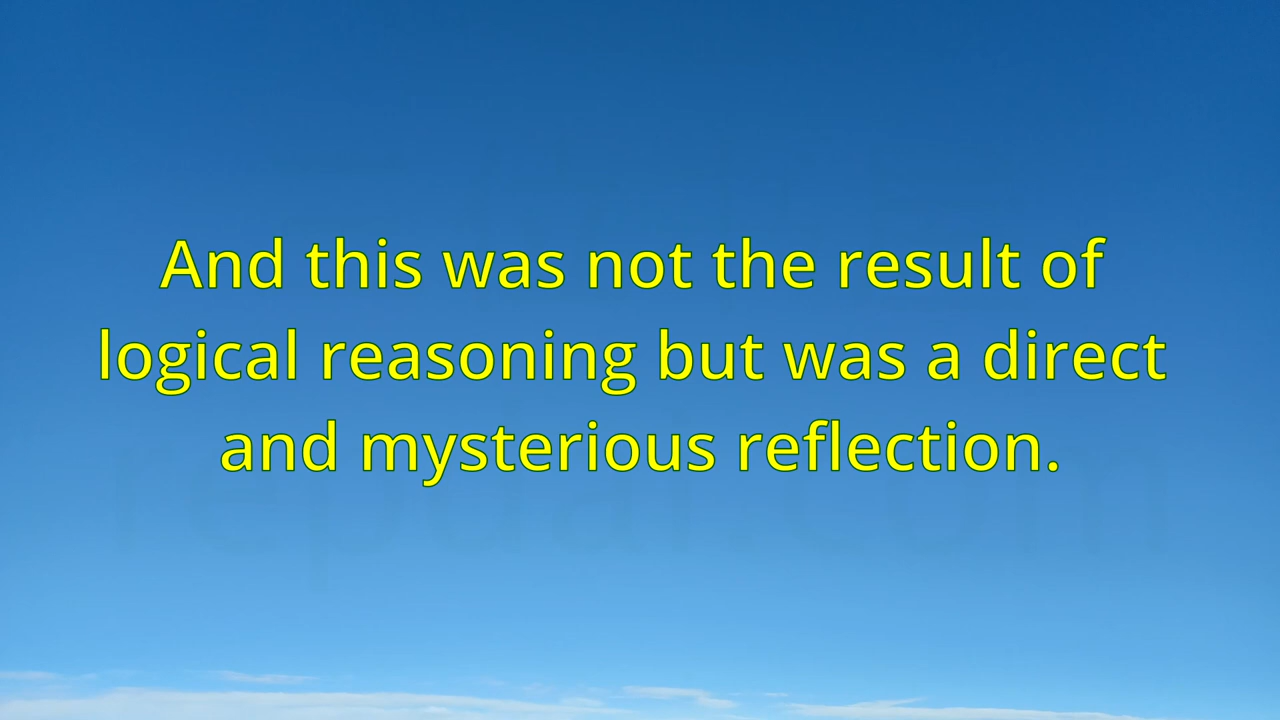 And this was not the result of
logical reasoning but was a direct
and mysterious reflection.